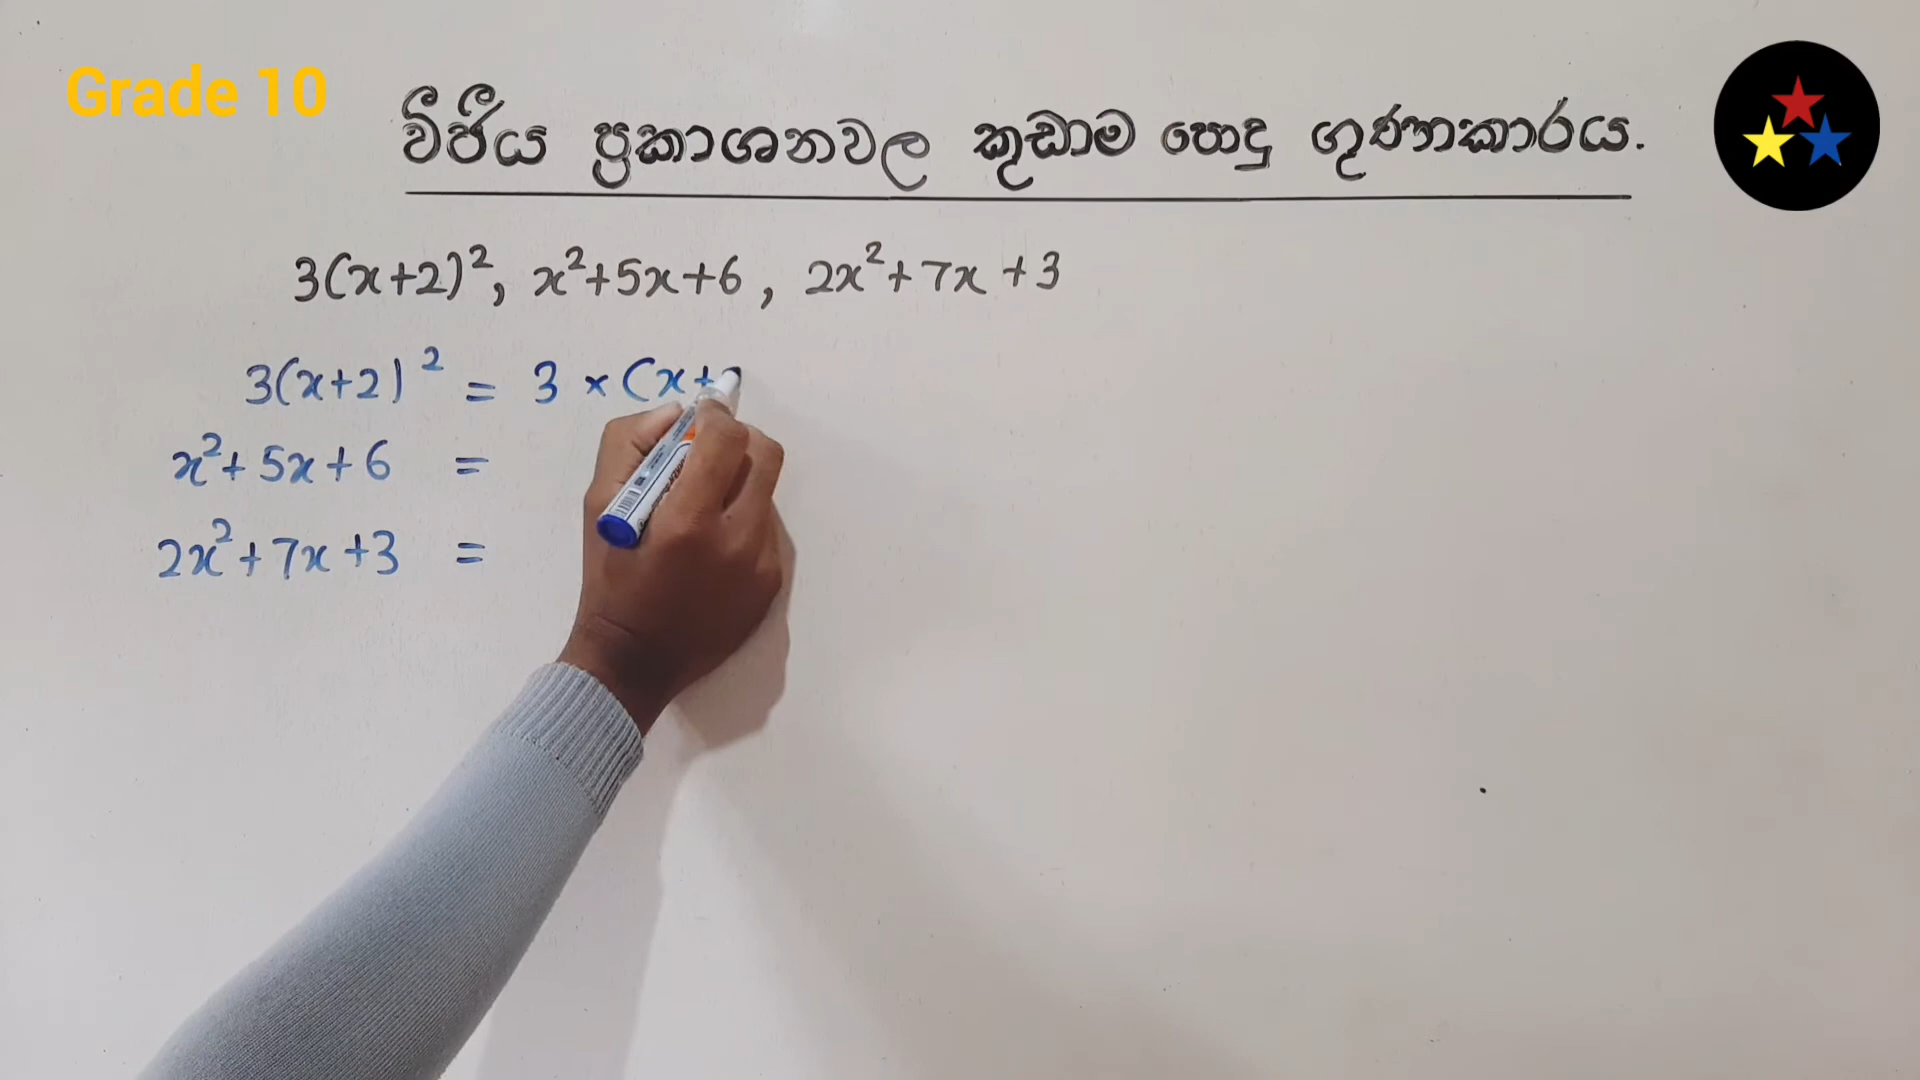 Grade 10
වීජීය ප්‍රකාශනවල කුඩාම පොදු ගුණාකාරය.
3(x+2)², x²+5x+6, 2x²+7x+3
3(x+2)² = 3 × (x+
x²+5x+6 =
2x²+7x+3 =